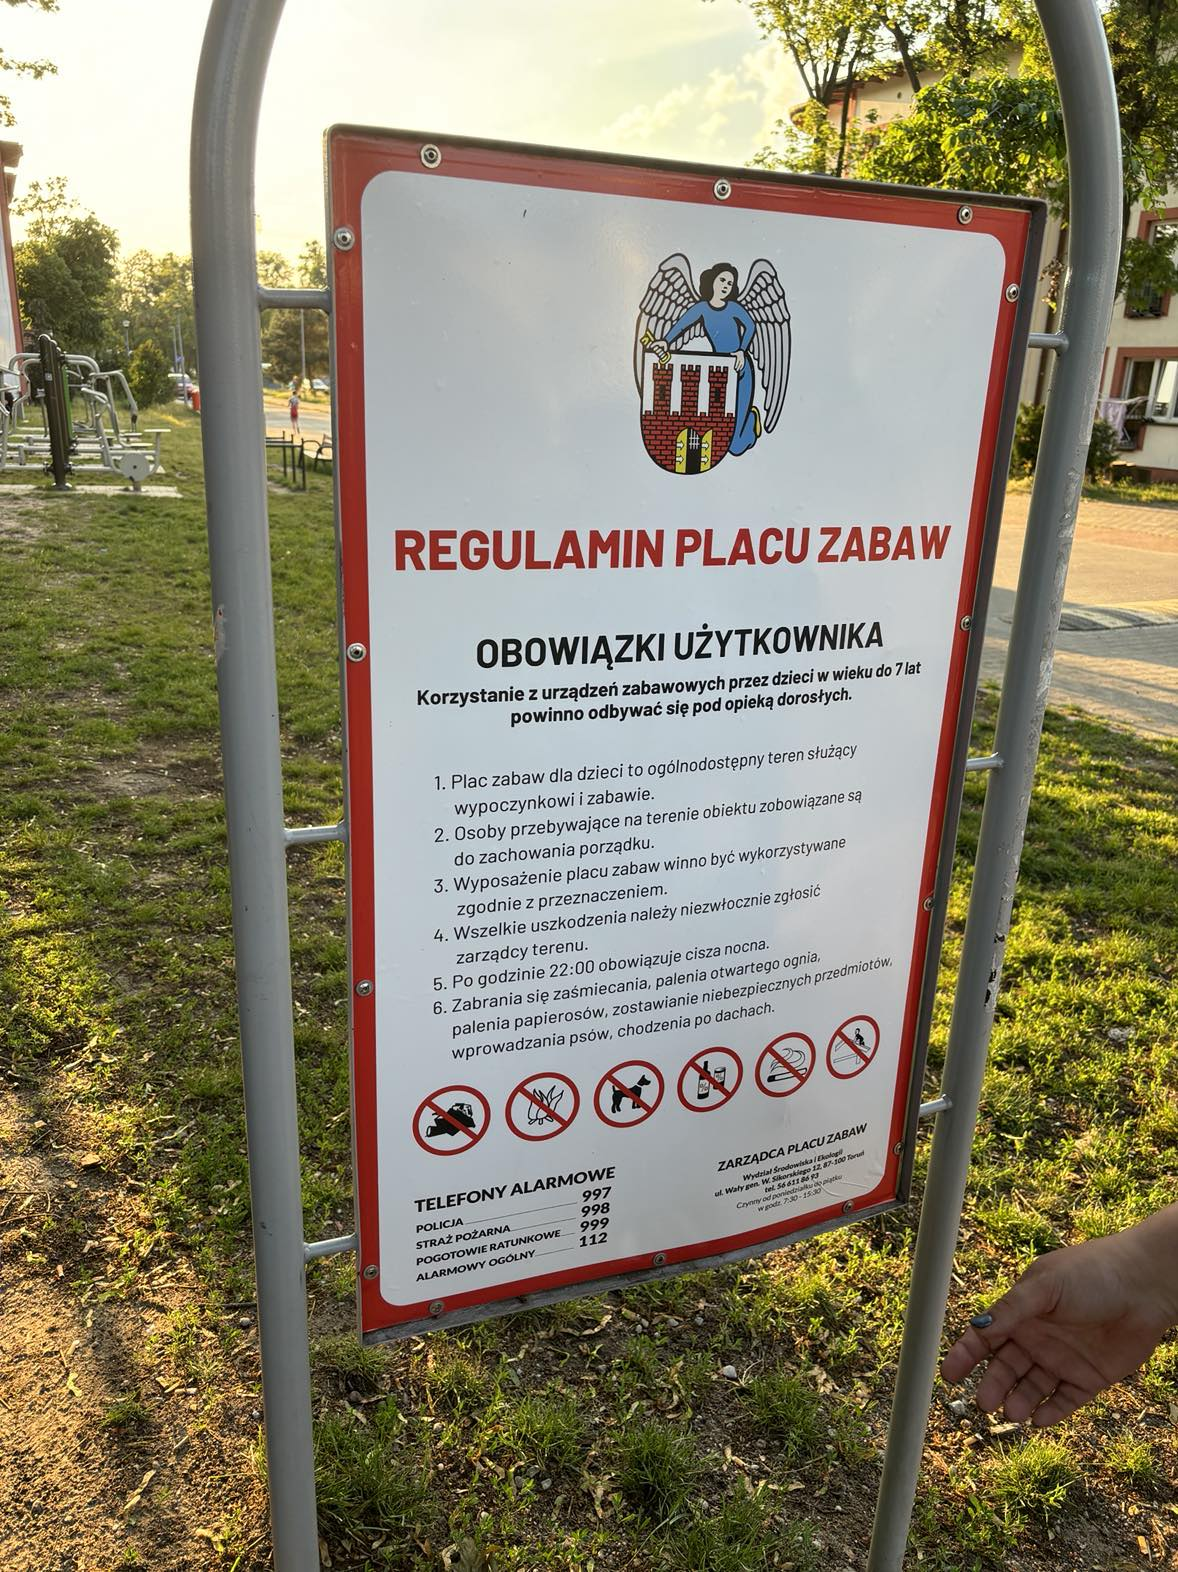 REGULAMIN PLACU ZABAW
OBOWIĄZKI UŻYTKOWNIKA
Korzystanie z urządzeń zabawowych przez dzieci w wieku do 7 lat
powinno odbywać się pod opieką dorosłych.
1. Plac zabaw dla dzieci to ogólnodostępny teren służący
wypoczynkowi i zabawie.
2. Osoby przebywające na terenie obiektu zobowiązane są
do zachowania porządku.
3. Wyposażenie placu zabaw winno być wykorzystywane
zgodnie z przeznaczeniem.
4. Wszelkie uszkodzenia należy niezwłocznie zgłosić
zarządcy terenu.
5. Po godzinie 22:00 obowiązuje cisza nocna.
6. Zabrania się zaśmiecania, palenia otwartego ognia,
palenia papierosów, zostawianie niebezpiecznych przedmiotów,
wprowadzania psów, chodzenia po dachach.
TELEFONY ALARMOWE
POLICJA 997
STRAŻ POŻARNA 998
POGOTOWIE RATUNKOWE 999
ALARMOWY OGÓLNY 112
ZARZĄDCA PLACU ZABAW
Wydział Środowiska i Ekologii
ul. Wały gen. W. Sikorskiego 12, 87-100 Toruń
tel. 56 611 86 93
Czynny od poniedziałku do piątku
w godz. 7:30 - 15:30